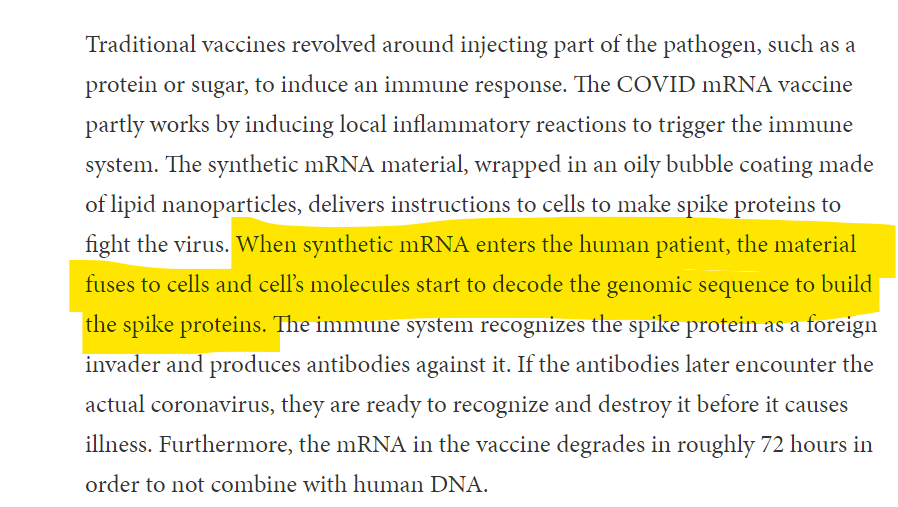 Traditional vaccines revolved around injecting part of the pathogen, such as a
protein or sugar, to induce an immune response. The COVID mRNA vaccine
partly works by inducing local inflammatory reactions to trigger the immune
system. The synthetic mRNA material, wrapped in an oily bubble coating made
of lipid nanoparticles, delivers instructions to cells to make spike proteins to
fight the virus. When synthetic mRNA enters the human patient, the material
fuses to cells and cell’s molecules start to decode the genomic sequence to build
the spike proteins. The immune system recognizes the spike protein as a foreign
invader and produces antibodies against it. If the antibodies later encounter the
actual coronavirus, they are ready to recognize and destroy it before it causes
illness. Furthermore, the mRNA in the vaccine degrades in roughly 72 hours in
order to not combine with human DNA.